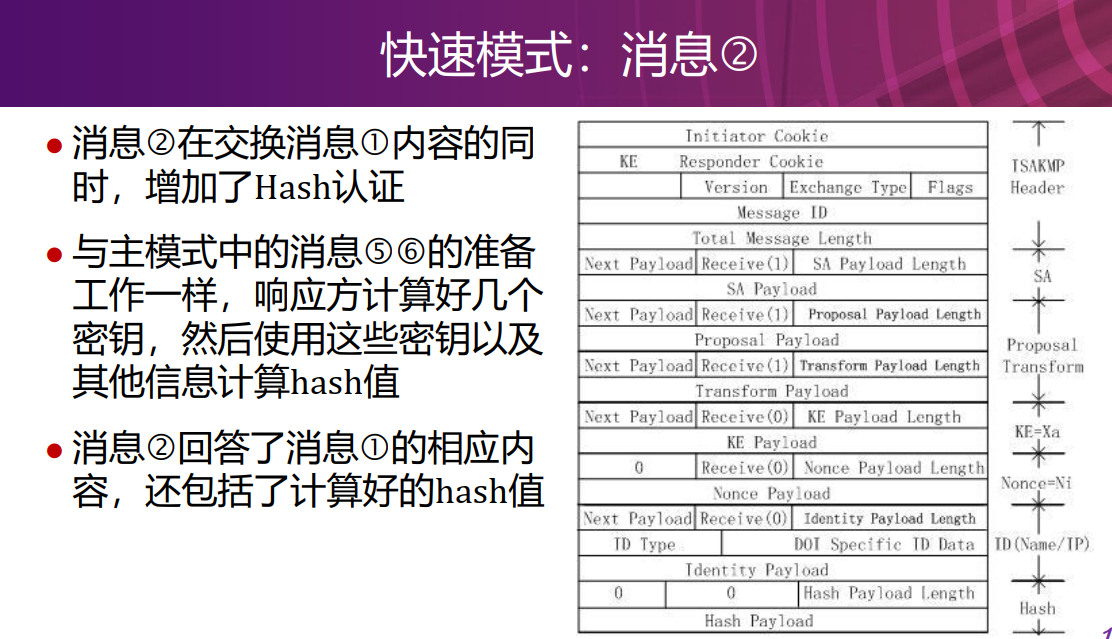 快速模式：消息②
• 消息②在交换消息①内容的同
时，增加了Hash认证
• 与主模式中的消息⑤⑥的准备
工作一样，响应方计算好几个
密钥，然后使用这些密钥以及
其他信息计算hash值
• 消息②回答了消息①的相应内
容，还包括了计算好的hash值
Initiator Cookie
KE Responder Cookie
Version Exchange Type Flags
Message ID
Total Message Length
Next Payload Receive(1) SA Payload Length
SA Payload
Next Payload Receive(1) Proposal Payload Length
Proposal Payload
Next Payload Receive(1) Transform Payload Length
Transform Payload
Next Payload Receive(0) KE Payload Length
KE Payload
0 Receive(0) Nonce Payload Length
Nonce Payload
Next Payload Receive(0) Identity Payload Length
ID Type DOI Specific ID Data
Identity Payload
0 0 Hash Payload Length
Hash Payload
ISAKMP
Header
SA
Proposal
Transform
KE=Xa
Nonce=Ni
ID(Name/IP)
Hash